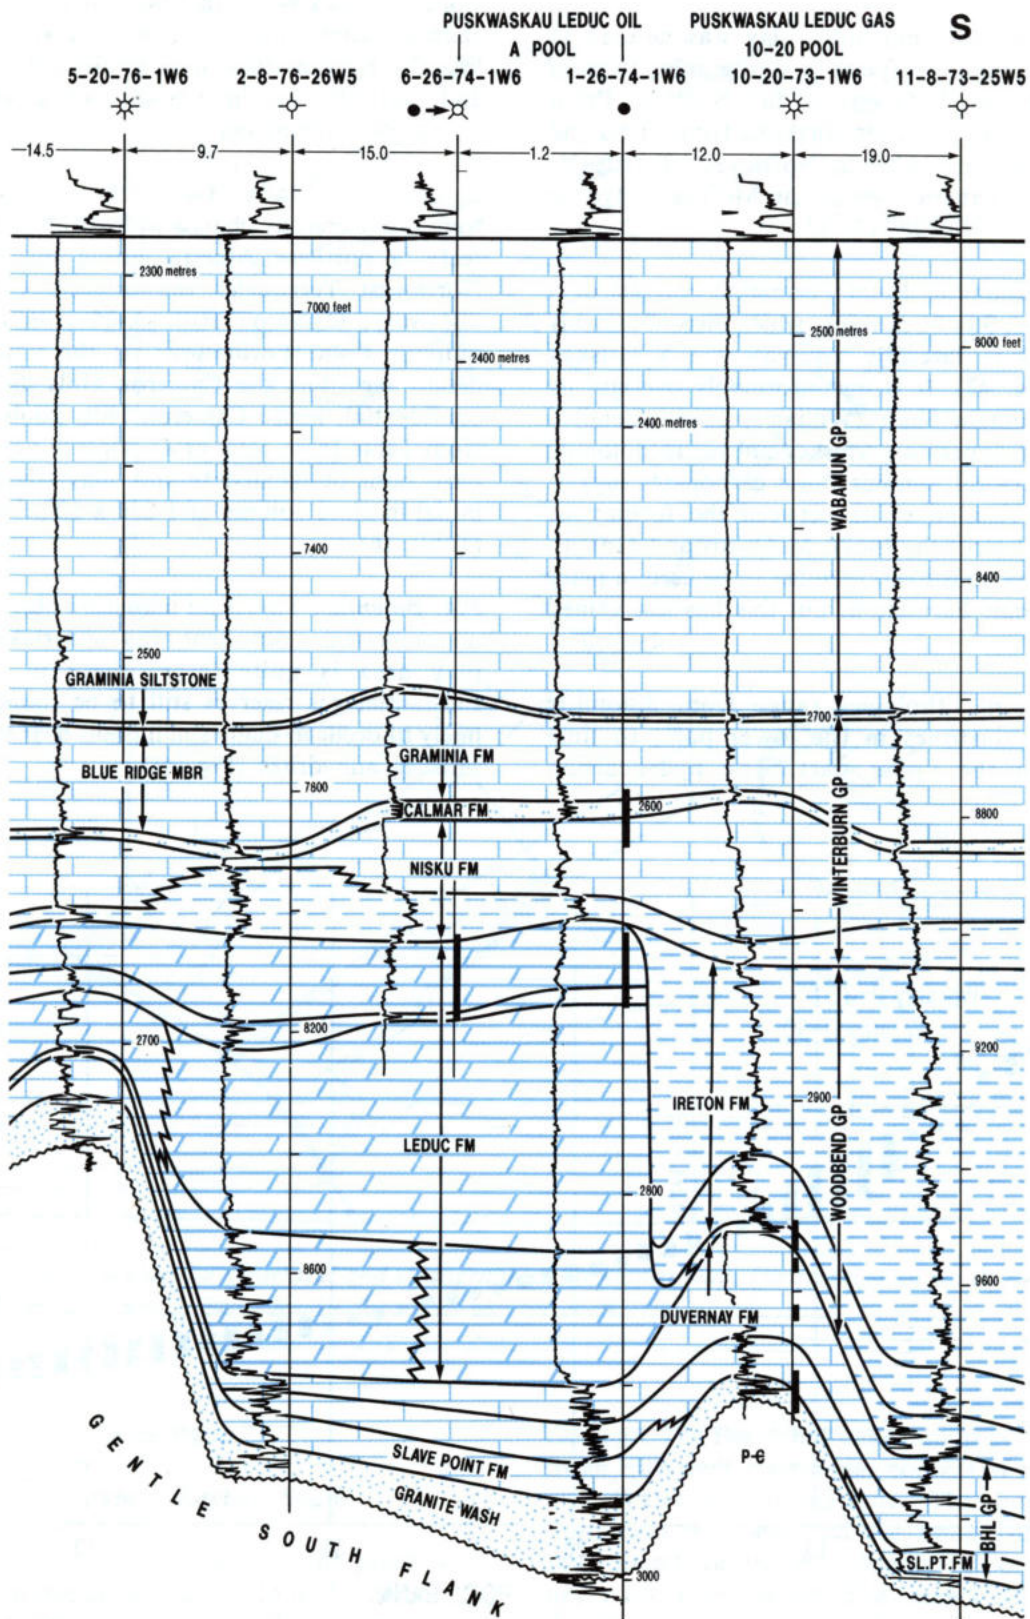 PUSKWASKAU LEDUC OIL
A POOL
PUSKWASKAU LEDUC GAS
10-20 POOL
S
5-20-76-1W6
2-8-76-26W5
6-26-74-1W6
1-26-74-1W6
10-20-73-1W6
11-8-73-25W5
14.5
9.7
15.0
1.2
12.0
19.0
2300 metres
7000 feet
2400 metres
2500 metres
8000 feet
2400 metres
WABAMUN GP
7400
8400
2500
GRAMINIA SILTSTONE
2700
GRAMINIA FM
BLUE RIDGE MBR
7800
CALMAR FM
2600
8800
WINTERBURN GP
NISKU FM
8200
2700
9200
2900
IRETON FM
WOODBEND GP
LEDUC FM
2800
8600
9600
DUVERNAY FM
P-Є
SLAVE POINT FM
GRANITE WASH
BHL GP
SL.PT.FM
3000
GENTLE SOUTH FLANK